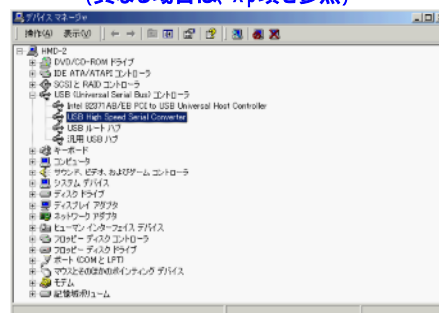 (異なる場合は、xp項を参照)
デバイス マネージャ
操作(A) 表示(V)
HMD-2
DVD/CD-ROM ドライブ
IDE ATA/ATAPI コントローラ
SCSI と RAID コントローラ
USB (Universal Serial Bus) コントローラ
Intel 82371AB/EB PCI to USB Universal Host Controller
USB High Speed Serial Converter
USB ルート ハブ
汎用 USB ハブ
キーボード
コンピュータ
サウンド、ビデオ、およびゲーム コントローラ
システム デバイス
ディスク ドライブ
ディスプレイ アダプタ
ネットワーク アダプタ
ヒューマン インターフェイス デバイス
フロッピー ディスク コントローラ
フロッピー ディスク ドライブ
ポート (COM と LPT)
マウスとそのほかのポインティング デバイス
モデム
記憶域ボリューム